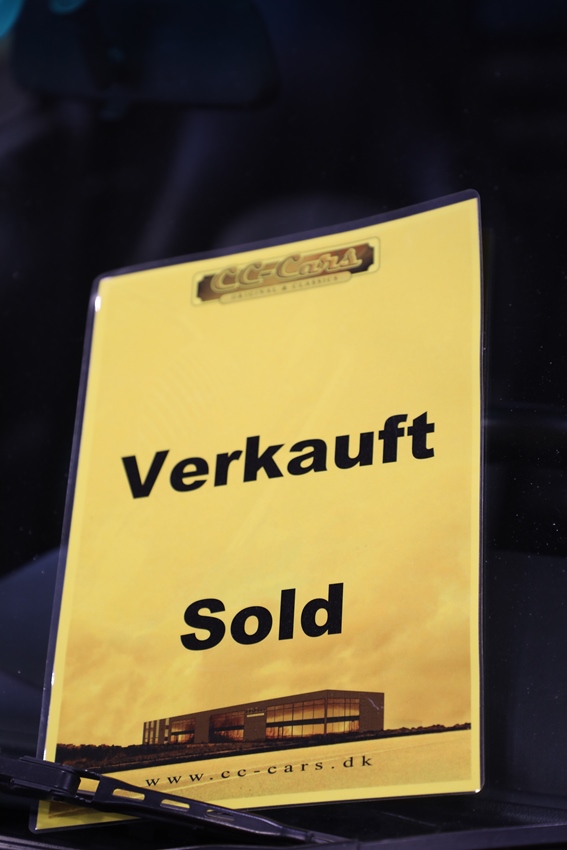 CC-Cars
ORIGINAL & CLASSICS
Verkauft
Sold
www.cc-cars.dk